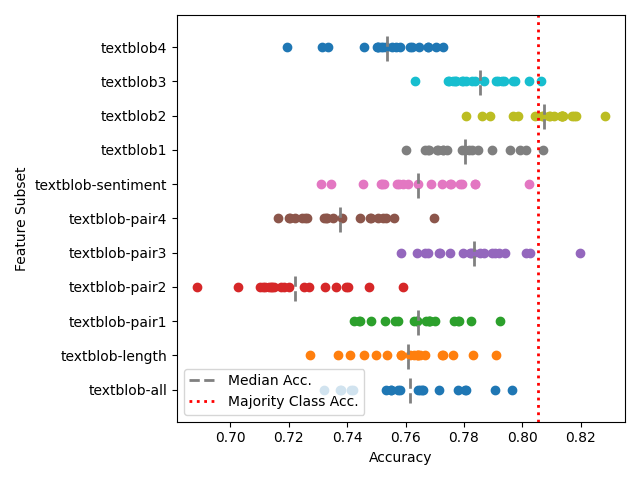 textblob4
textblob3
textblob2
textblob1
textblob-sentiment
textblob-pair4
textblob-pair3
textblob-pair2
textblob-pair1
textblob-length
textblob-all
Feature Subset
Median Acc.
Majority Class Acc.
0.70 0.72 0.74 0.76 0.78 0.80 0.82
Accuracy